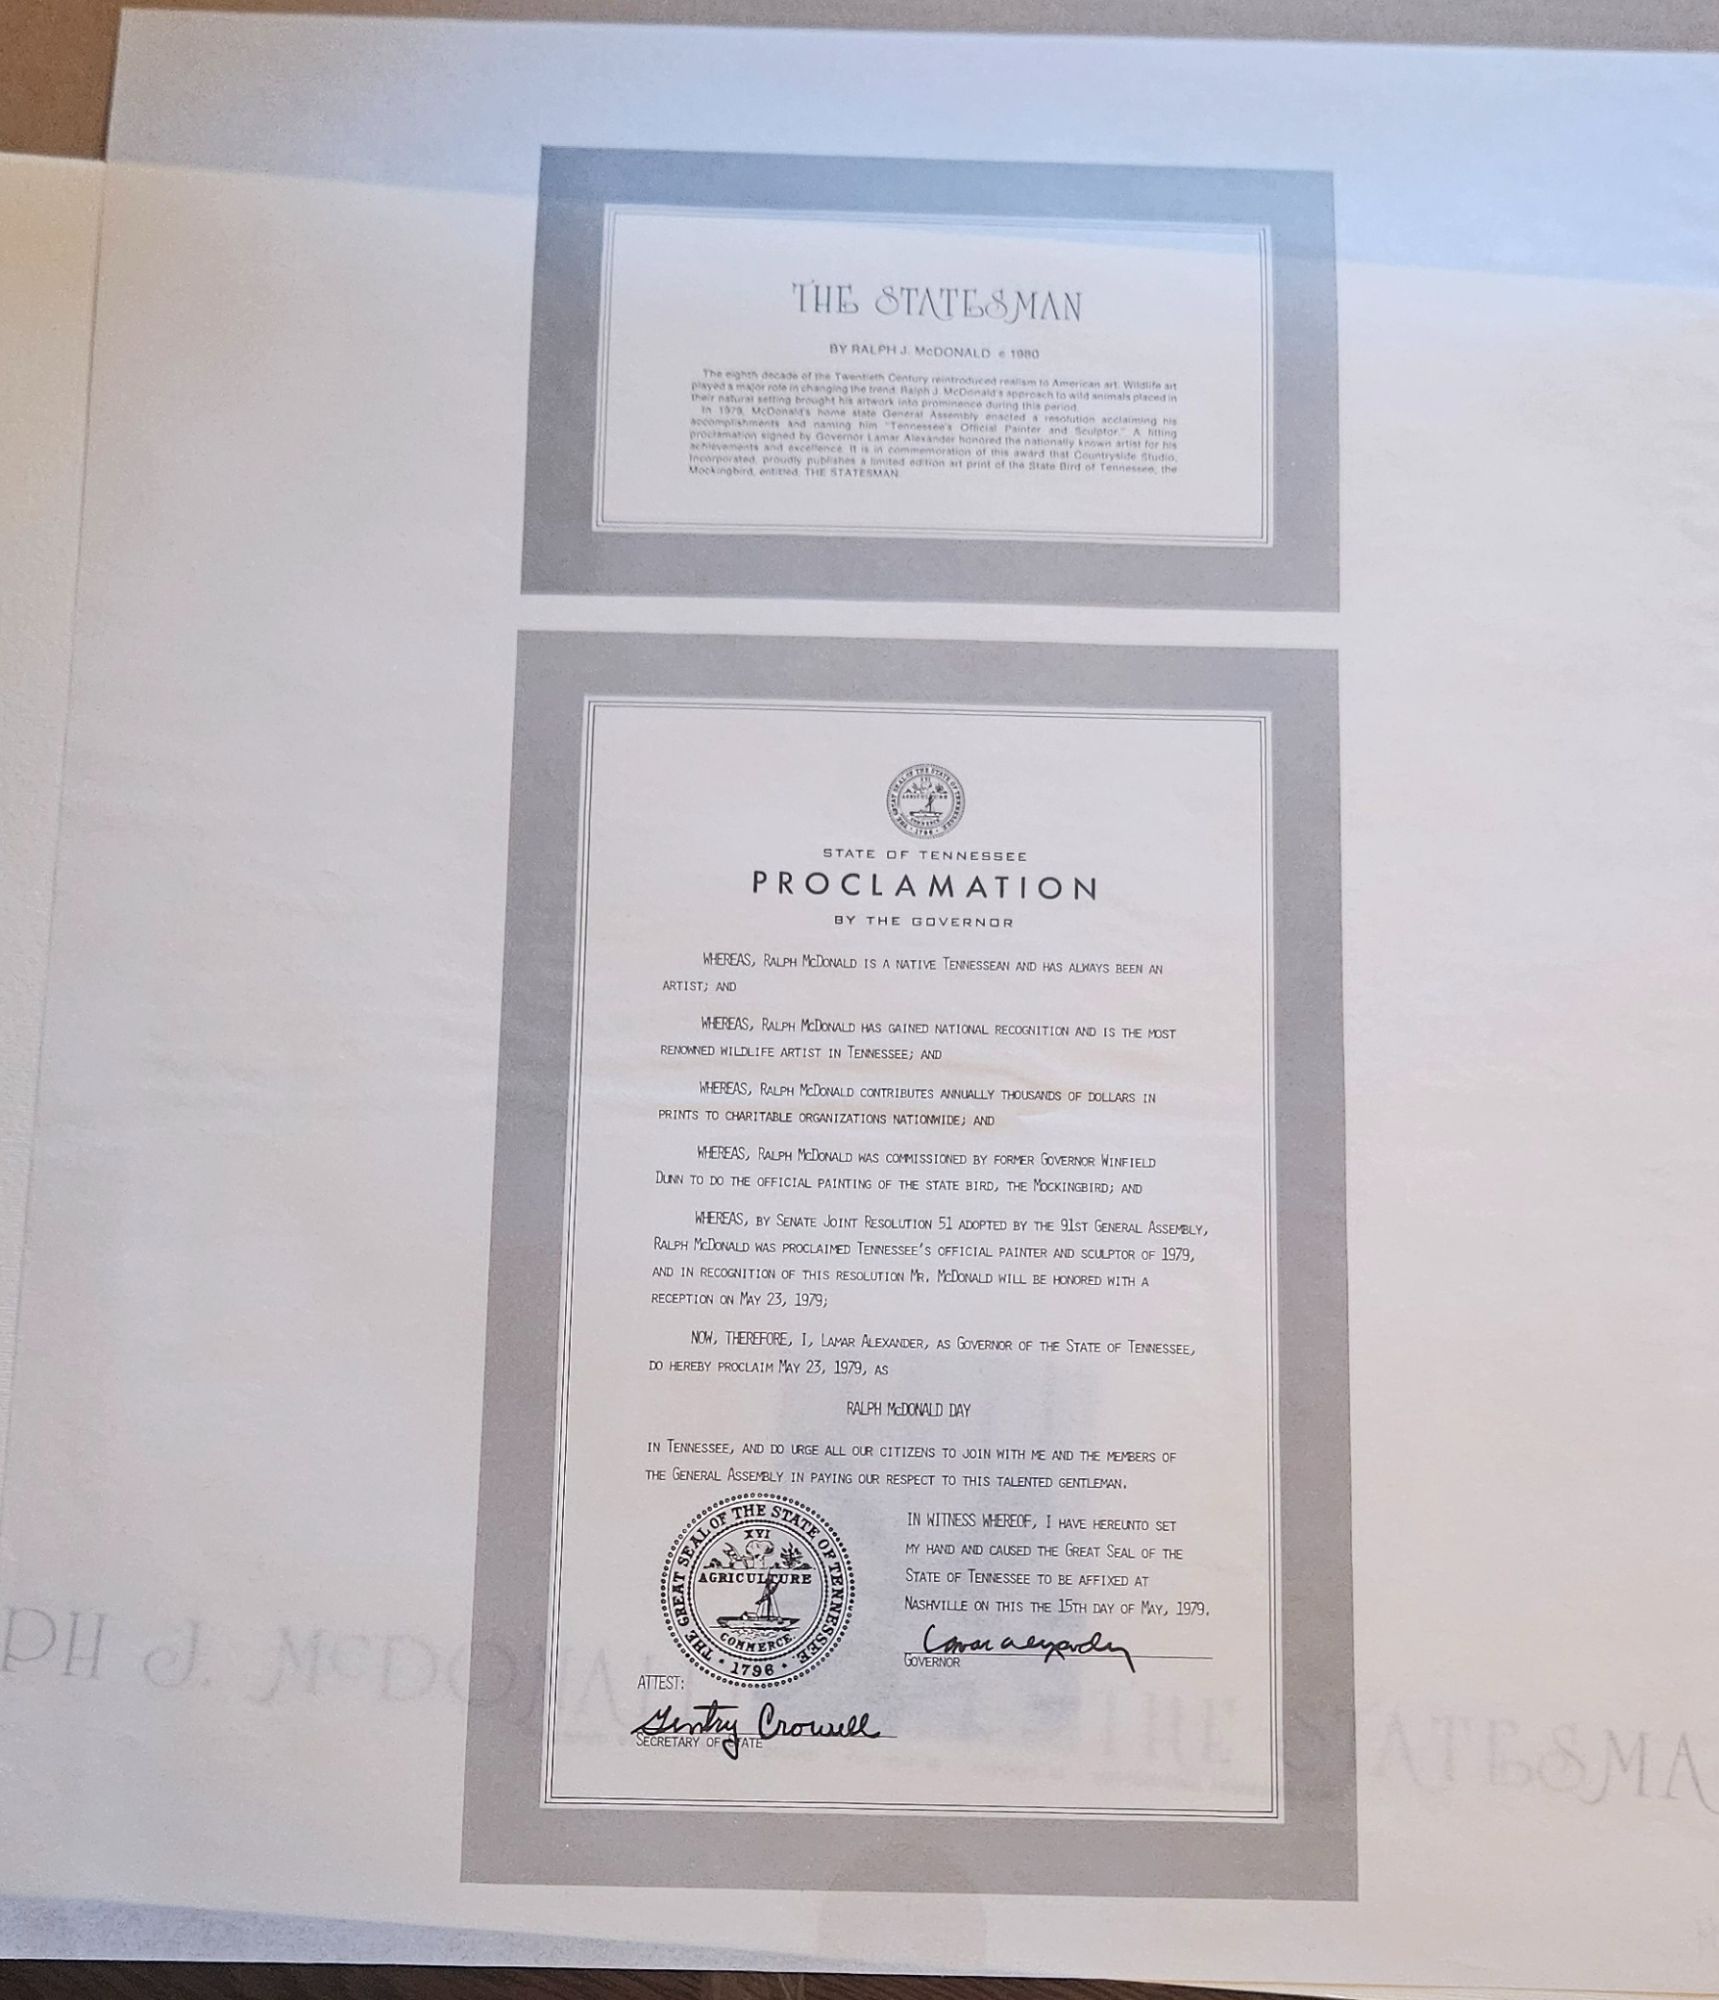 THE STATESMAN
BY RALPH J. McDONALD © 1980
The eighth decade of the Twentieth Century reintroduced realism to American art. Wildlife art
played a major role in changing the trend. Ralph J. McDonald's approach to wild animals placed in
their natural setting brought his artwork into prominence during this period.
In 1979, McDonald's home state General Assembly enacted a resolution acclaiming his
accomplishments and naming him "Tennessee's Official Painter and Sculptor." A fitting
proclamation signed by Governor Lamar Alexander honored the nationally known artist for his
achievements and excellence. It is in commemoration of this award that Countryside Studio,
Incorporated, proudly publishes a limited edition art print of the State Bird of Tennessee, the
Mockingbird, entitled, THE STATESMAN.
THE GREAT SEAL OF THE STATE OF TENNESSEE
XVI
AGRICULTURE
COMMERCE
1796
STATE OF TENNESSEE
PROCLAMATION
BY THE GOVERNOR
WHEREAS, RALPH McDONALD IS A NATIVE TENNESSEAN AND HAS ALWAYS BEEN AN
ARTIST; AND
WHEREAS, RALPH McDONALD HAS GAINED NATIONAL RECOGNITION AND IS THE MOST
RENOWNED WILDLIFE ARTIST IN TENNESSEE; AND
WHEREAS, RALPH McDONALD CONTRIBUTES ANNUALLY THOUSANDS OF DOLLARS IN
PRINTS TO CHARITABLE ORGANIZATIONS NATIONWIDE; AND
WHEREAS, RALPH McDONALD WAS COMMISSIONED BY FORMER GOVERNOR WINFIELD
DUNN TO DO THE OFFICIAL PAINTING OF THE STATE BIRD, THE MOCKINGBIRD; AND
WHEREAS, BY SENATE JOINT RESOLUTION 51 ADOPTED BY THE 91ST GENERAL ASSEMBLY,
RALPH McDONALD WAS PROCLAIMED TENNESSEE'S OFFICIAL PAINTER AND SCULPTOR OF 1979,
AND IN RECOGNITION OF THIS RESOLUTION MR. McDONALD WILL BE HONORED WITH A
RECEPTION ON MAY 23, 1979;
NOW, THEREFORE, I, LAMAR ALEXANDER, AS GOVERNOR OF THE STATE OF TENNESSEE,
DO HEREBY PROCLAIM MAY 23, 1979, AS
RALPH McDONALD DAY
IN TENNESSEE, AND DO URGE ALL OUR CITIZENS TO JOIN WITH ME AND THE MEMBERS OF
THE GENERAL ASSEMBLY IN PAYING OUR RESPECT TO THIS TALENTED GENTLEMAN.
THE GREAT SEAL OF THE STATE OF TENNESSEE
XVI
AGRICULTURE
COMMERCE.
1796
IN WITNESS WHEREOF, I HAVE HEREUNTO SET
MY HAND AND CAUSED THE GREAT SEAL OF THE
STATE OF TENNESSEE TO BE AFFIXED AT
NASHVILLE ON THIS THE 15TH DAY OF MAY, 1979.
Lamar Alexander
GOVERNOR
ATTEST:
Gentry Crowell
SECRETARY OF STATE
PH J. McDONAL THE STATESMA